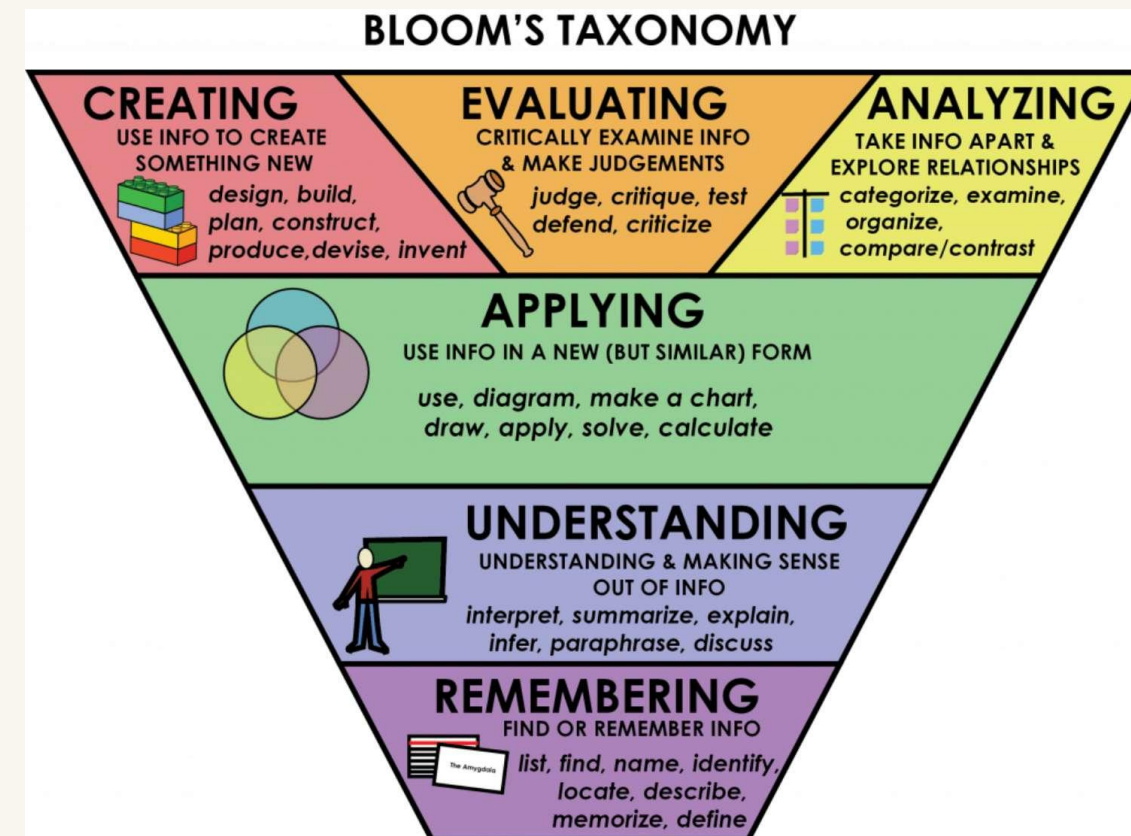 BLOOM'S TAXONOMY
CREATING
USE INFO TO CREATE
SOMETHING NEW
design, build,
plan, construct,
produce,devise, invent
EVALUATING
CRITICALLY EXAMINE INFO
& MAKE JUDGEMENTS
judge, critique, test
defend, criticize
ANALYZING
TAKE INFO APART &
EXPLORE RELATIONSHIPS
categorize, examine,
organize,
compare/contrast
APPLYING
USE INFO IN A NEW (BUT SIMILAR) FORM
use, diagram, make a chart,
draw, apply, solve, calculate
UNDERSTANDING
UNDERSTANDING & MAKING SENSE
OUT OF INFO
interpret, summarize, explain,
infer, paraphrase, discuss
REMEMBERING
FIND OR REMEMBER INFO
The Amygdala
list, find, name, identify,
locate, describe,
memorize, define